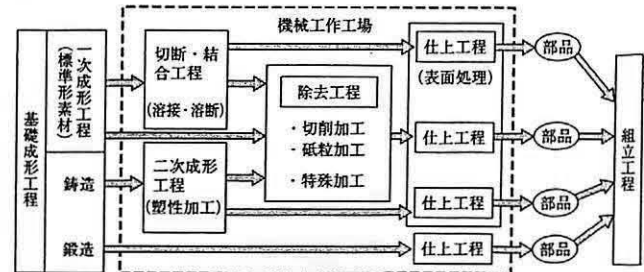 機械工作工場
基礎成形工程
一次成形工程
(標準形素材)
鋳造
鍛造
切断・結
合工程
(溶接・溶断)
二次成形
工程
(塑性加工)
除去工程
・切削加工
・砥粒加工
・特殊加工
仕上工程
(表面処理)
仕上工程
仕上工程
仕上工程
部品
部品
部品
部品
組立工程